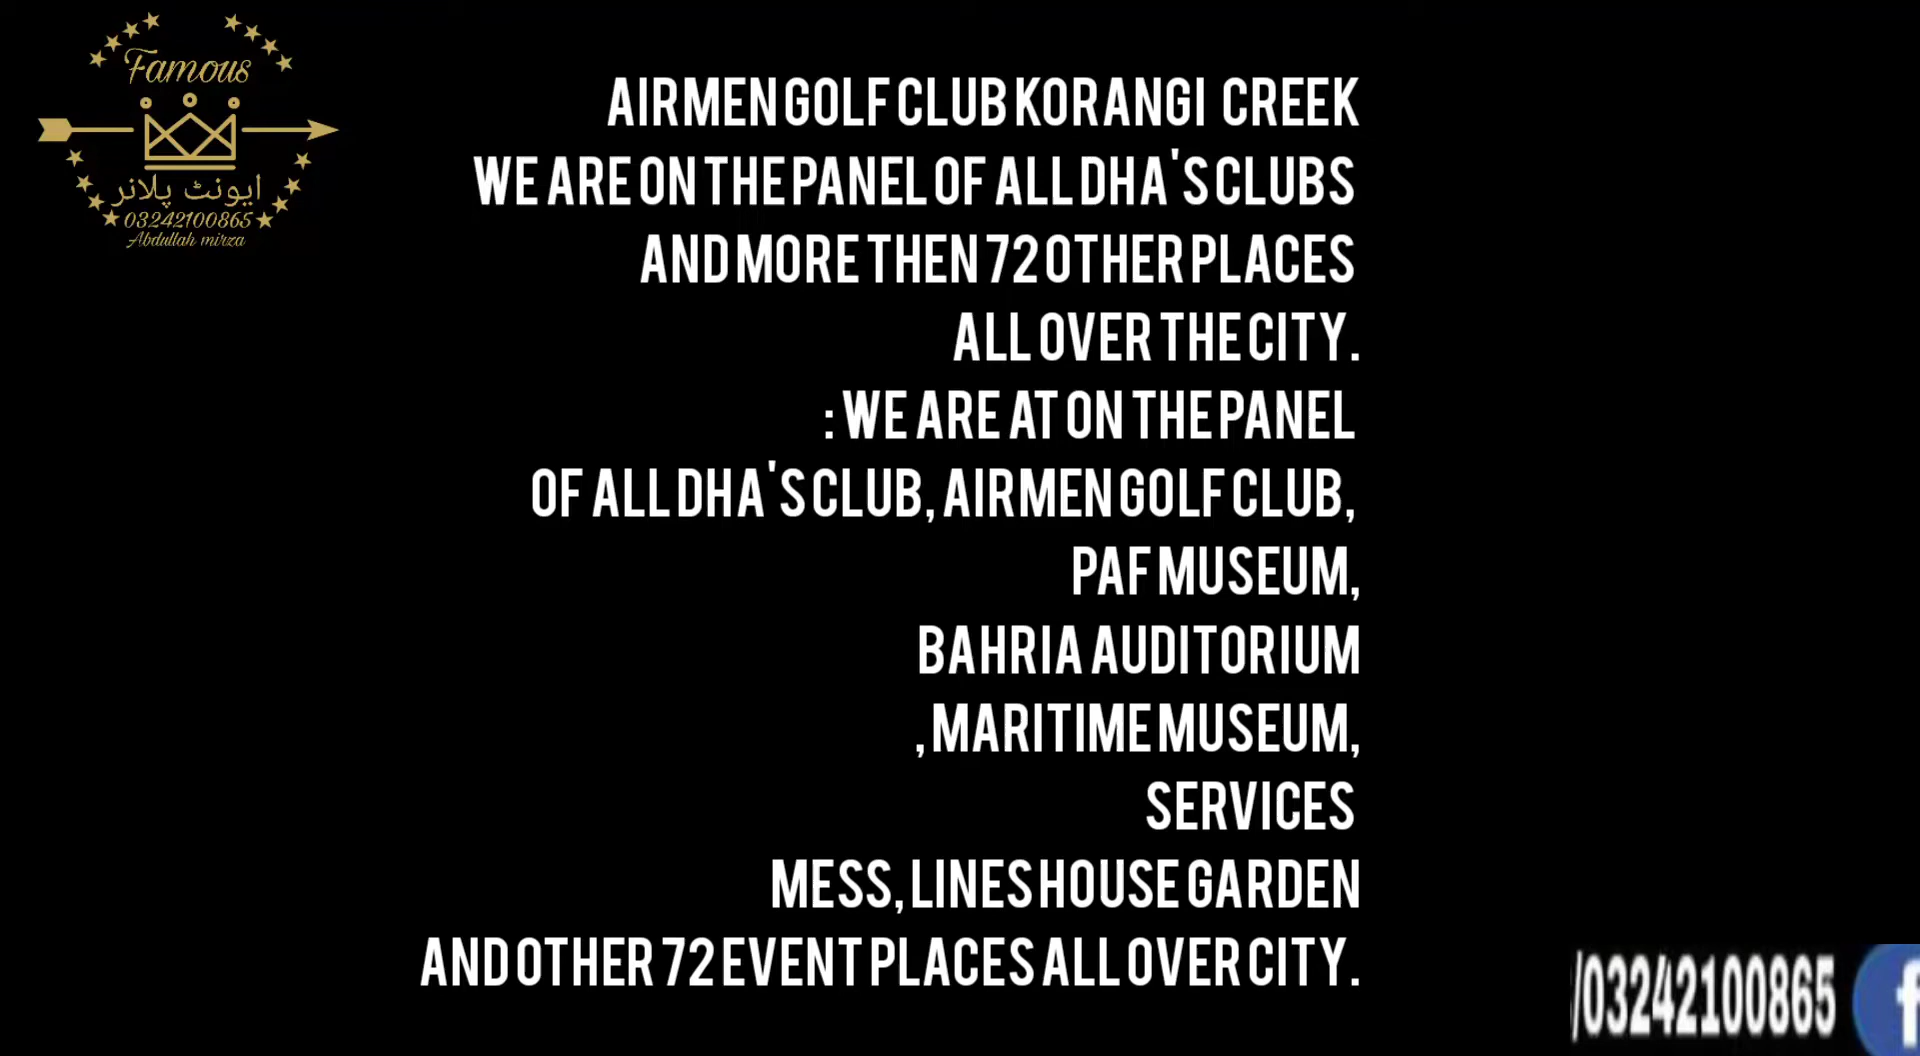 Famous
ایونٹ پلانر
03242100865
Abdullah mirza
AIRMEN GOLF CLUB KORANGI CREEK
WE ARE ON THE PANEL OF ALL DHA'S CLUBS
AND MORE THEN 72 OTHER PLACES
ALL OVER THE CITY.
: WE ARE AT ON THE PANEL
OF ALL DHA'S CLUB, AIRMEN GOLF CLUB,
PAF MUSEUM,
BAHRIA AUDITORIUM
, MARITIME MUSEUM,
SERVICES
MESS, LINES HOUSE GARDEN
AND OTHER 72 EVENT PLACES ALL OVER CITY.
/03242100865
f